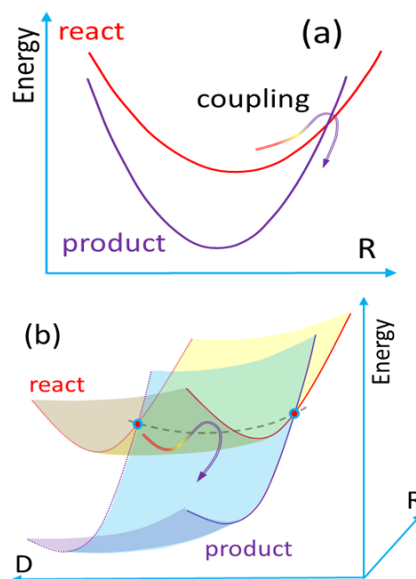 react
(a)
Energy
coupling
product
R
(b)
react
Energy
R
D
product